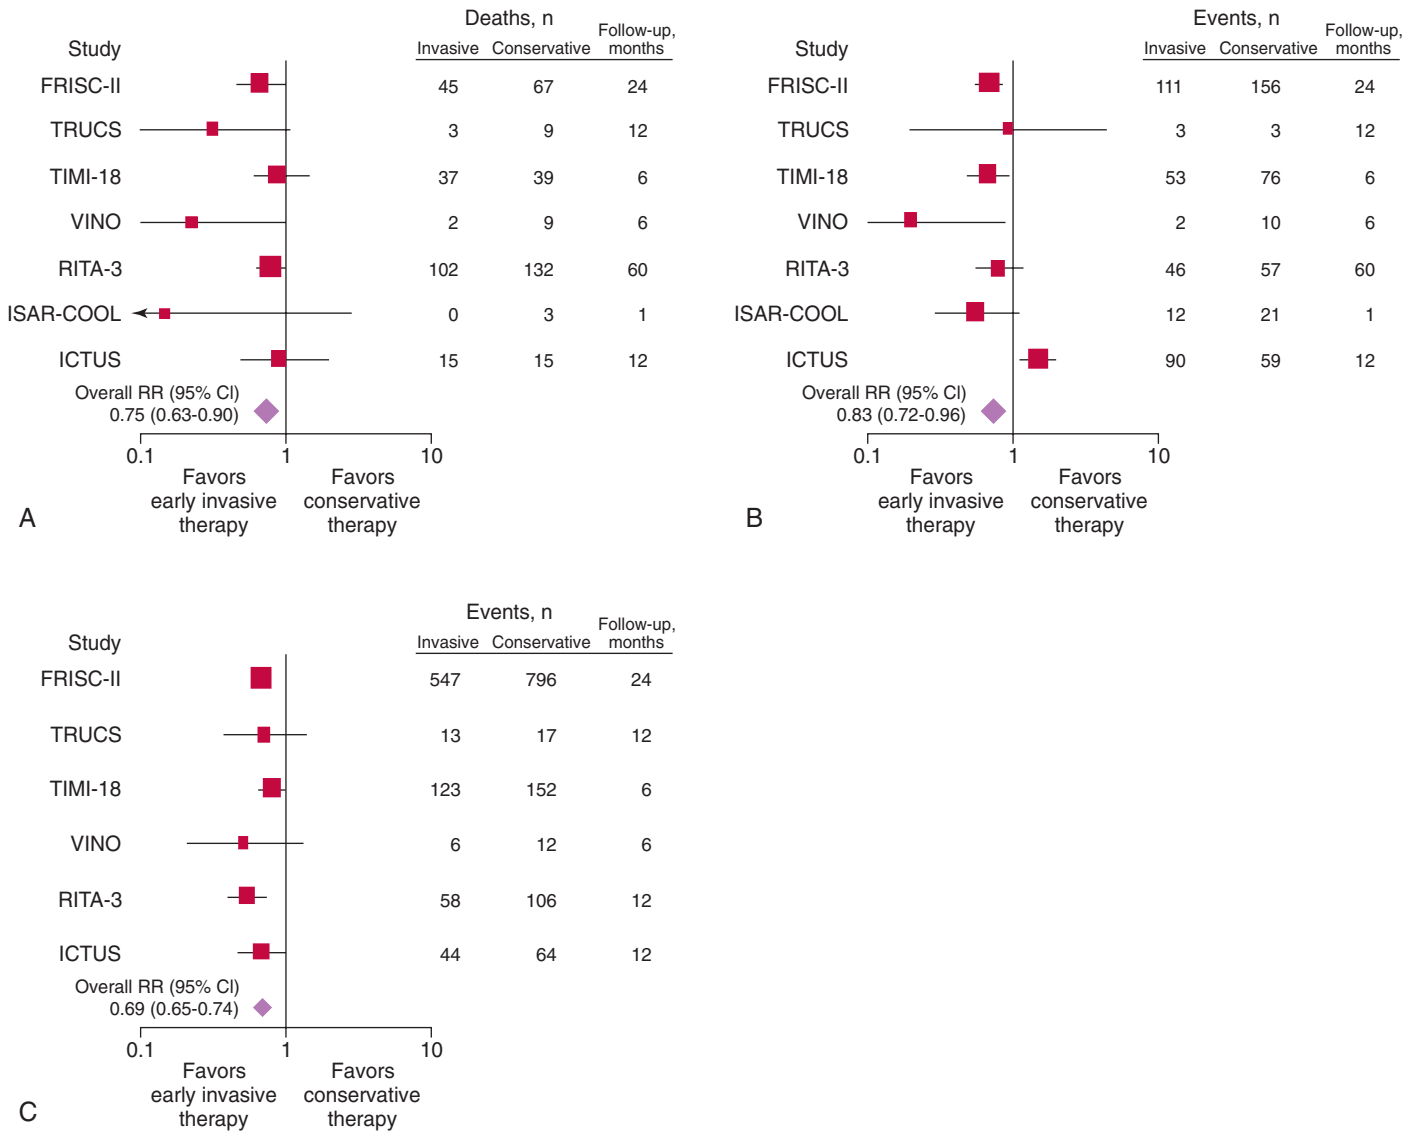 Deaths, n
Study Invasive Conservative Follow-up, months
FRISC-II 45 67 24
TRUCS 3 9 12
TIMI-18 37 39 6
VINO 2 9 6
RITA-3 102 132 60
ISAR-COOL 0 3 1
ICTUS 15 15 12
Overall RR (95% CI)
0.75 (0.63-0.90)
0.1 1 10
Favors early invasive therapy
Favors conservative therapy
A
Events, n
Study Invasive Conservative Follow-up, months
FRISC-II 111 156 24
TRUCS 3 3 12
TIMI-18 53 76 6
VINO 2 10 6
RITA-3 46 57 60
ISAR-COOL 12 21 1
ICTUS 90 59 12
Overall RR (95% CI)
0.83 (0.72-0.96)
0.1 1 10
Favors early invasive therapy
Favors conservative therapy
B
Events, n
Study Invasive Conservative Follow-up, months
FRISC-II 547 796 24
TRUCS 13 17 12
TIMI-18 123 152 6
VINO 6 12 6
RITA-3 58 106 12
ICTUS 44 64 12
Overall RR (95% CI)
0.69 (0.65-0.74)
0.1 1 10
Favors early invasive therapy
Favors conservative therapy
C